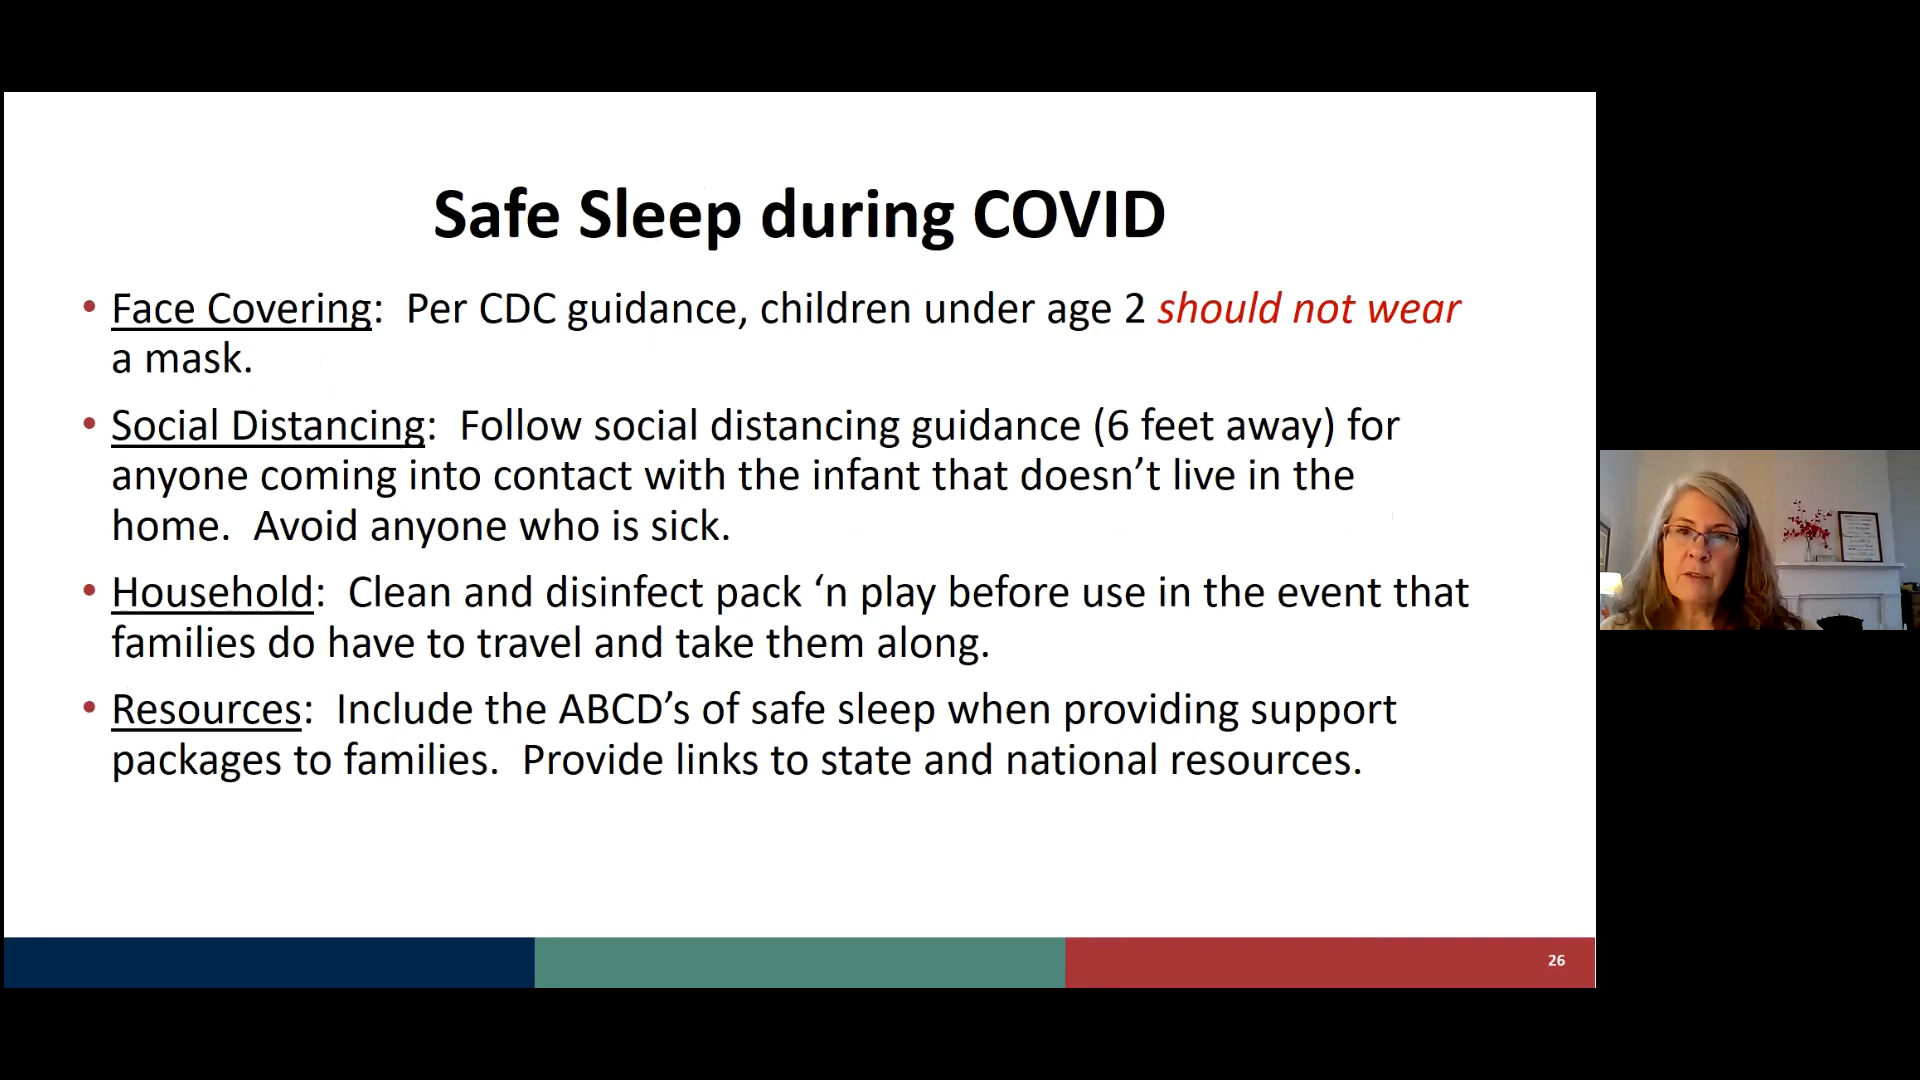 Safe Sleep during COVID
• Face Covering:  Per CDC guidance, children under age 2 should not wear
a mask.
• Social Distancing:  Follow social distancing guidance (6 feet away) for
anyone coming into contact with the infant that doesn’t live in the
home.  Avoid anyone who is sick.
• Household:  Clean and disinfect pack ‘n play before use in the event that
families do have to travel and take them along.
• Resources:  Include the ABCD’s of safe sleep when providing support
packages to families.  Provide links to state and national resources.
26